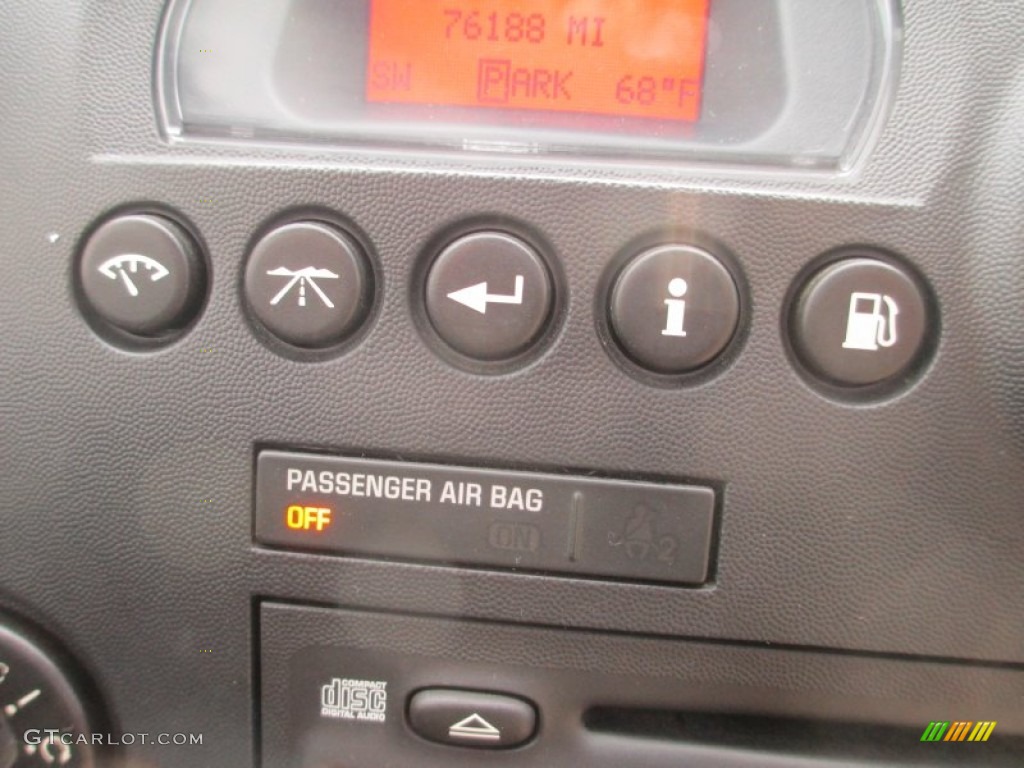 76188 MI
SW PARK 68°F
i
PASSENGER AIR BAG
OFF
ON
2
COMPACT
disc
DIGITAL AUDIO
GTCARLOT.COM